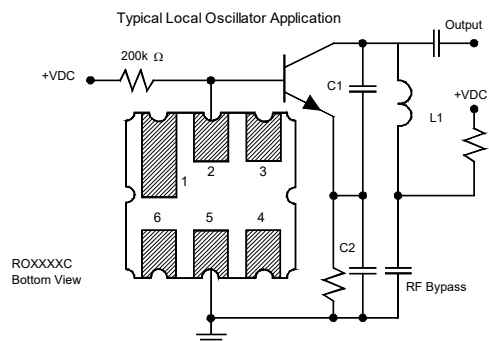 Typical Local Oscillator Application
Output
200k Ω
+VDC
C1
+VDC
L1
1
2
3
6
5
4
C2
ROXXXXC
Bottom View
RF Bypass